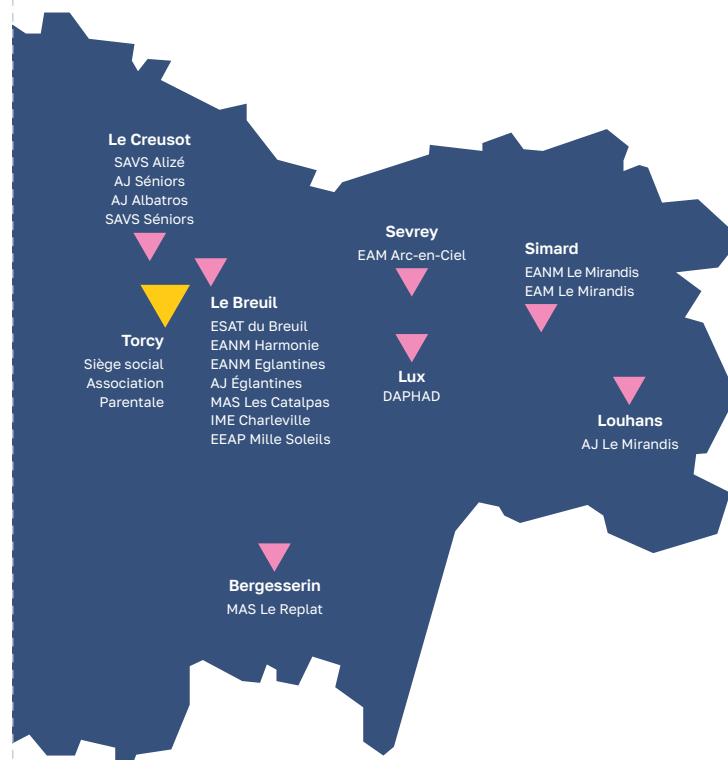 Le Creusot
SAVS Alizé
AJ Séniors
AJ Albatros
SAVS Séniors
Le Breuil
ESAT du Breuil
EANM Harmonie
EANM Eglantines
AJ Églantines
MAS Les Catalpas
IME Charleville
EEAP Mille Soleils
Torcy
Siège social
Association
Parentale
Sevrey
EAM Arc-en-Ciel
Lux
DAPHAD
Simard
EANM Le Mirandis
EAM Le Mirandis
Louhans
AJ Le Mirandis
Bergesserin
MAS Le Replat